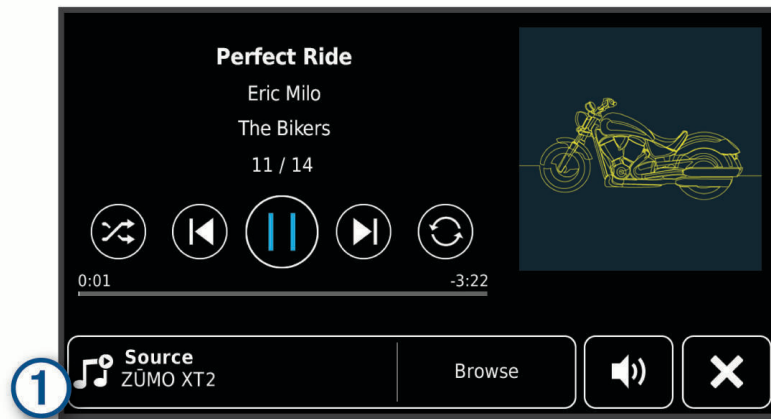 Perfect Ride
Eric Milo
The Bikers
11 / 14
0:01 -3:22
Source
ZŪMO XT2
Browse
1